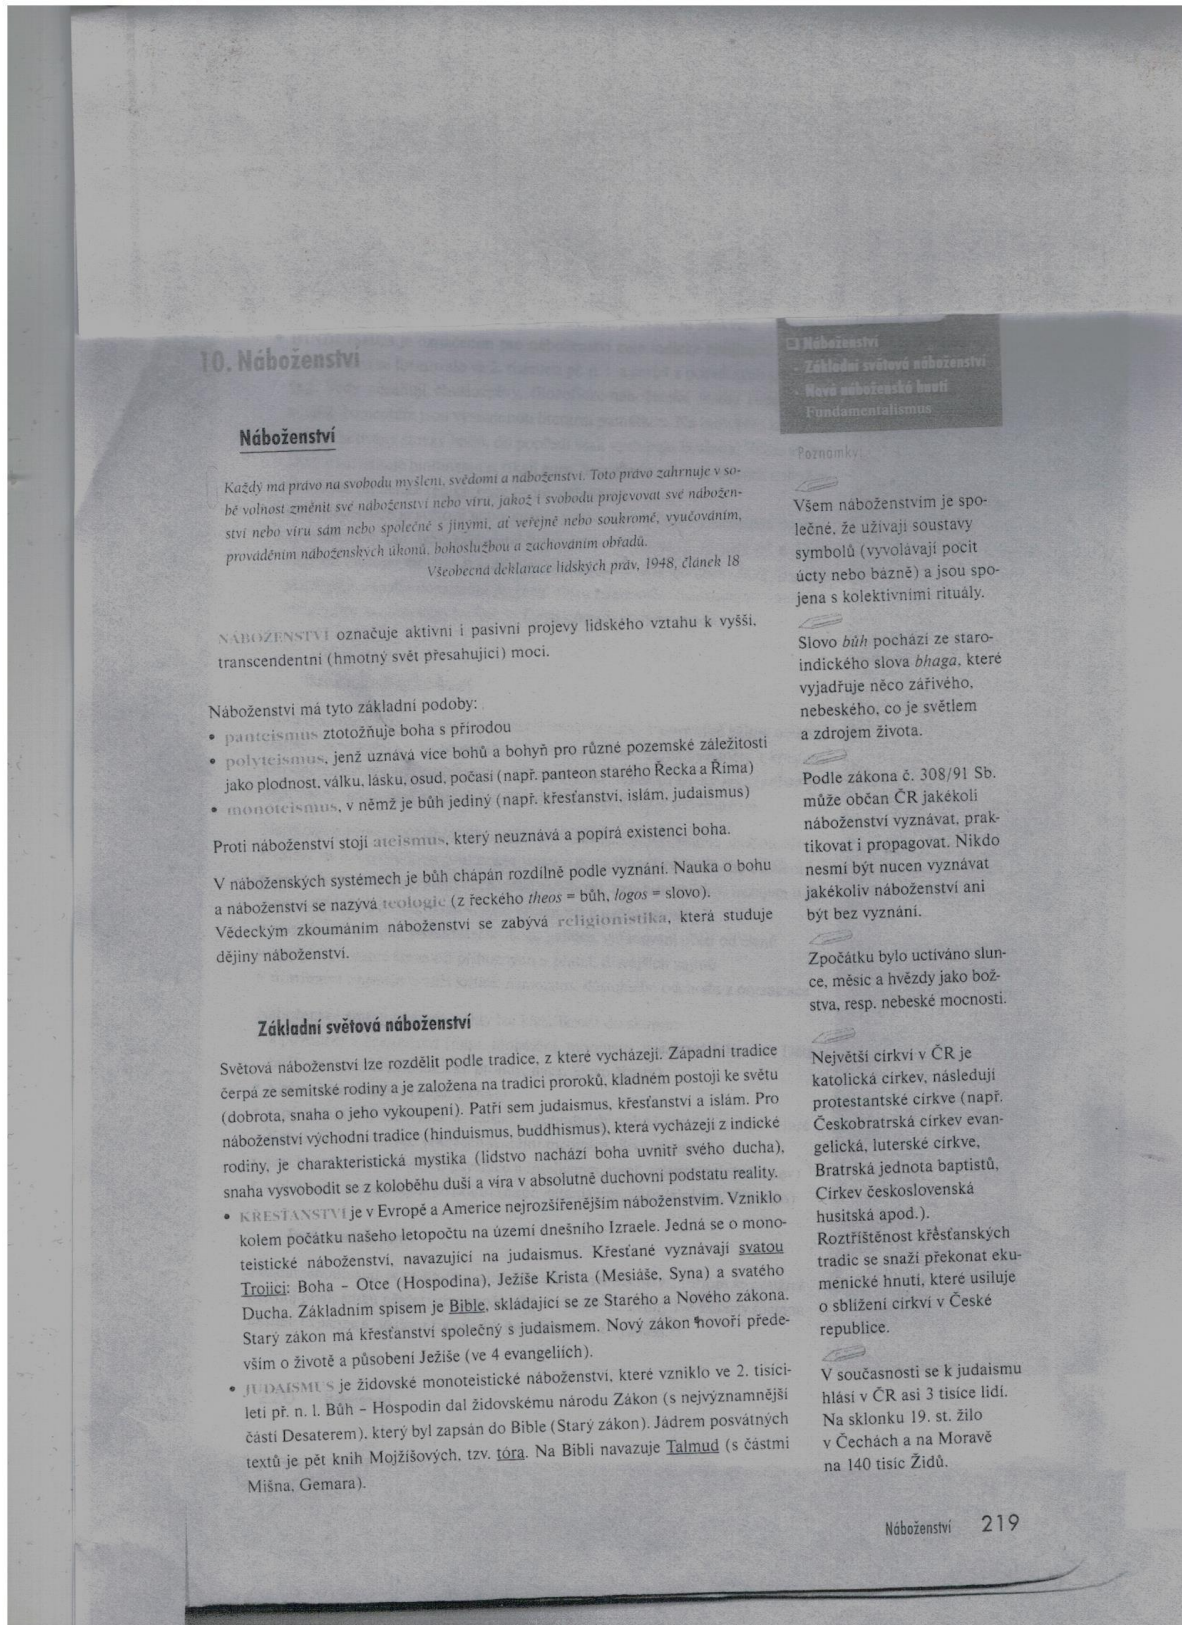 10. Náboženství
Náboženství
- Základní světová náboženství
- Nová náboženská hnutí
Fundamentalismus
Náboženství
Každý má právo na svobodu myšlení, svědomí a náboženství. Toto právo zahrnuje v so-
bě volnost změnit své náboženství nebo víru, jakož i svobodu projevovat své nábožen-
ství nebo víru sám nebo společně s jinými, ať veřejně nebo soukromě, vyučováním,
prováděním náboženských úkonů, bohoslužbou a zachováním obřadů.
Všeobecná deklarace lidských práv, 1948, článek 18
NÁBOŽENSTVÍ označuje aktivní i pasivní projevy lidského vztahu k vyšší,
transcendentní (hmotný svět přesahující) moci.
Náboženství má tyto základní podoby:
• panteismus ztotožňuje boha s přírodou
• polyteismus, jenž uznává více bohů a bohyň pro různé pozemské záležitosti
jako plodnost, válku, lásku, osud, počasí (např. panteon starého Řecka a Říma)
• monoteismus, v němž je bůh jediný (např. křesťanství, islám, judaismus)
Proti náboženství stojí ateismus, který neuznává a popírá existenci boha.
V náboženských systémech je bůh chápán rozdílně podle vyznání. Nauka o bohu
a náboženství se nazývá teologie (z řeckého theos = bůh, logos = slovo).
Vědeckým zkoumáním náboženství se zabývá religionistika, která studuje
dějiny náboženství.
Základní světová náboženství
Světová náboženství lze rozdělit podle tradice, z které vycházejí. Západní tradice
čerpá ze semitské rodiny a je založena na tradici proroků, kladném postoji ke světu
(dobrota, snaha o jeho vykoupení). Patří sem judaismus, křesťanství a islám. Pro
náboženství východní tradice (hinduismus, buddhismus), která vycházejí z indické
rodiny, je charakteristická mystika (lidstvo nachází boha uvnitř svého ducha),
snaha vysvobodit se z koloběhu duší a víra v absolutně duchovní podstatu reality.
• KŘESŤANSTVÍ je v Evropě a Americe nejrozšířenějším náboženstvím. Vzniklo
kolem počátku našeho letopočtu na území dnešního Izraele. Jedná se o mono-
teistické náboženství, navazující na judaismus. Křesťané vyznávají svatou
Trojici: Boha – Otce (Hospodina), Ježíše Krista (Mesiáše, Syna) a svatého
Ducha. Základním spisem je Bible, skládající se ze Starého a Nového zákona.
Starý zákon má křesťanství společný s judaismem. Nový zákon hovoří přede-
vším o životě a působení Ježíše (ve 4 evangeliích).
• JUDAISMUS je židovské monoteistické náboženství, které vzniklo ve 2. tisíci-
letí př. n. l. Bůh – Hospodin dal židovskému národu Zákon (s nejvýznamnější
částí Desaterem), který byl zapsán do Bible (Starý zákon). Jádrem posvátných
textů je pět knih Mojžíšových, tzv. tóra. Na Bibli navazuje Talmud (s částmi
Mišna, Gemara).
Poznámky:
Všem náboženstvím je spo-
lečné, že užívají soustavy
symbolů (vyvolávají pocit
úcty nebo bázně) a jsou spo-
jena s kolektivními rituály.
Slovo bůh pochází ze staro-
indického slova bhaga, které
vyjadřuje něco zářivého,
nebeského, co je světlem
a zdrojem života.
Podle zákona č. 308/91 Sb.
může občan ČR jakékoli
náboženství vyznávat, prak-
tikovat i propagovat. Nikdo
nesmí být nucen vyznávat
jakékoliv náboženství ani
být bez vyznání.
Zpočátku bylo uctíváno slun-
ce, měsíc a hvězdy jako bož-
stva, resp. nebeské mocnosti.
Největší církví v ČR je
katolická církev, následují
protestantské církve (např.
Českobratrská církev evan-
gelická, luterské církve,
Bratrská jednota baptistů,
Církev československá
husitská apod.).
Roztříštěnost křesťanských
tradic se snaží překonat eku-
menické hnutí, které usiluje
o sblížení církví v České
republice.
V současnosti se k judaismu
hlásí v ČR asi 3 tisíce lidí.
Na sklonku 19. st. žilo
v Čechách a na Moravě
na 140 tisíc Židů.
Náboženství 219